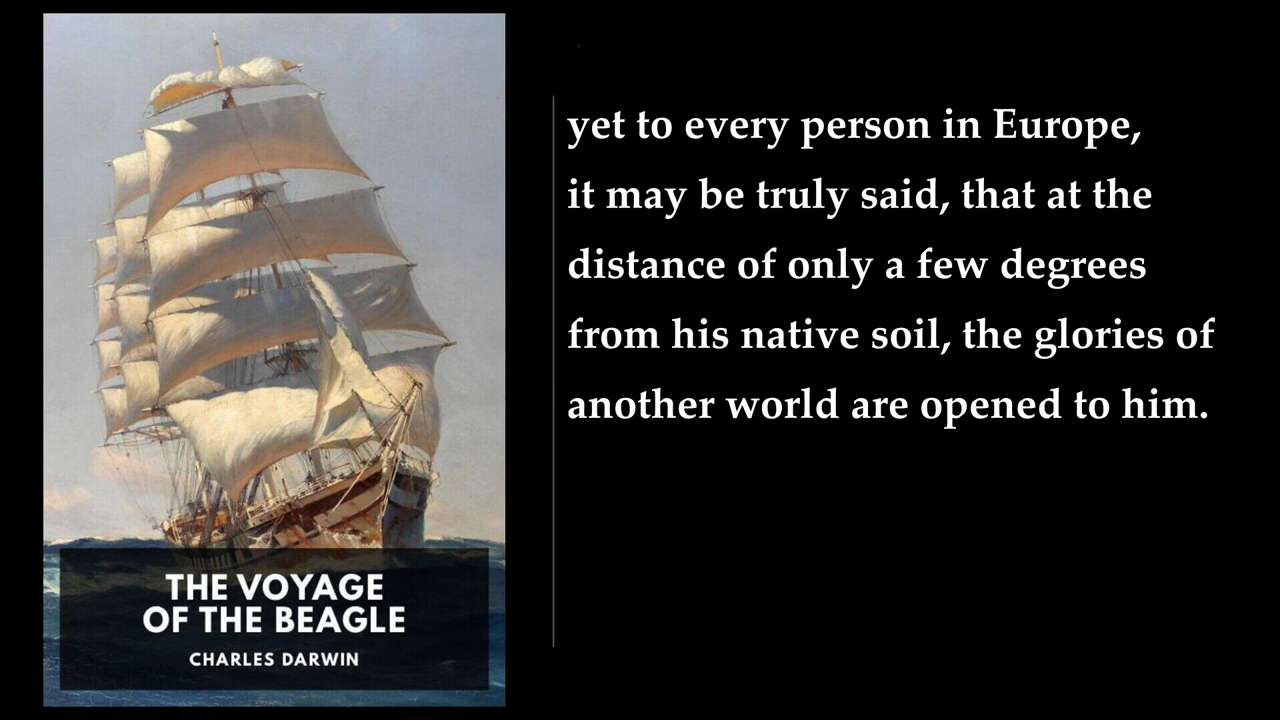 THE VOYAGE
OF THE BEAGLE
CHARLES DARWIN
yet to every person in Europe,
it may be truly said, that at the
distance of only a few degrees
from his native soil, the glories of
another world are opened to him.